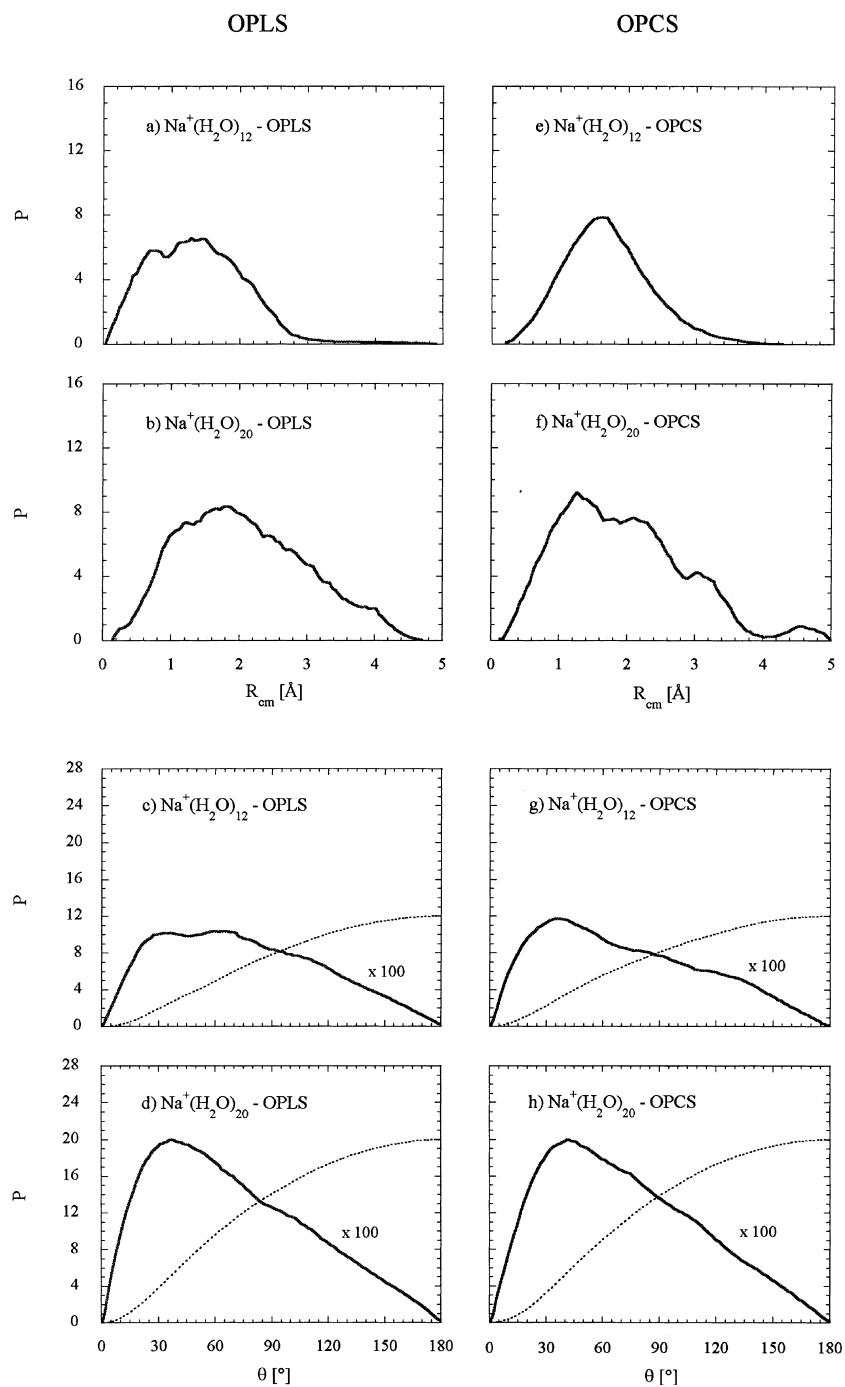 OPLS
OPCS
16
a) Na⁺(H₂O)₁₂ - OPLS
e) Na⁺(H₂O)₁₂ - OPCS
12
P
8
4
0
16
b) Na⁺(H₂O)₂₀ - OPLS
f) Na⁺(H₂O)₂₀ - OPCS
12
P
8
4
0
0 1 2 3 4 5
0 1 2 3 4 5
R_cm [Å]
R_cm [Å]
28
c) Na⁺(H₂O)₁₂ - OPLS
g) Na⁺(H₂O)₁₂ - OPCS
24
20
16
P
12
8
x 100
x 100
4
0
28
d) Na⁺(H₂O)₂₀ - OPLS
h) Na⁺(H₂O)₂₀ - OPCS
24
20
16
P
12
x 100
x 100
8
4
0
0 30 60 90 120 150 180
0 30 60 90 120 150 180
θ [°]
θ [°]